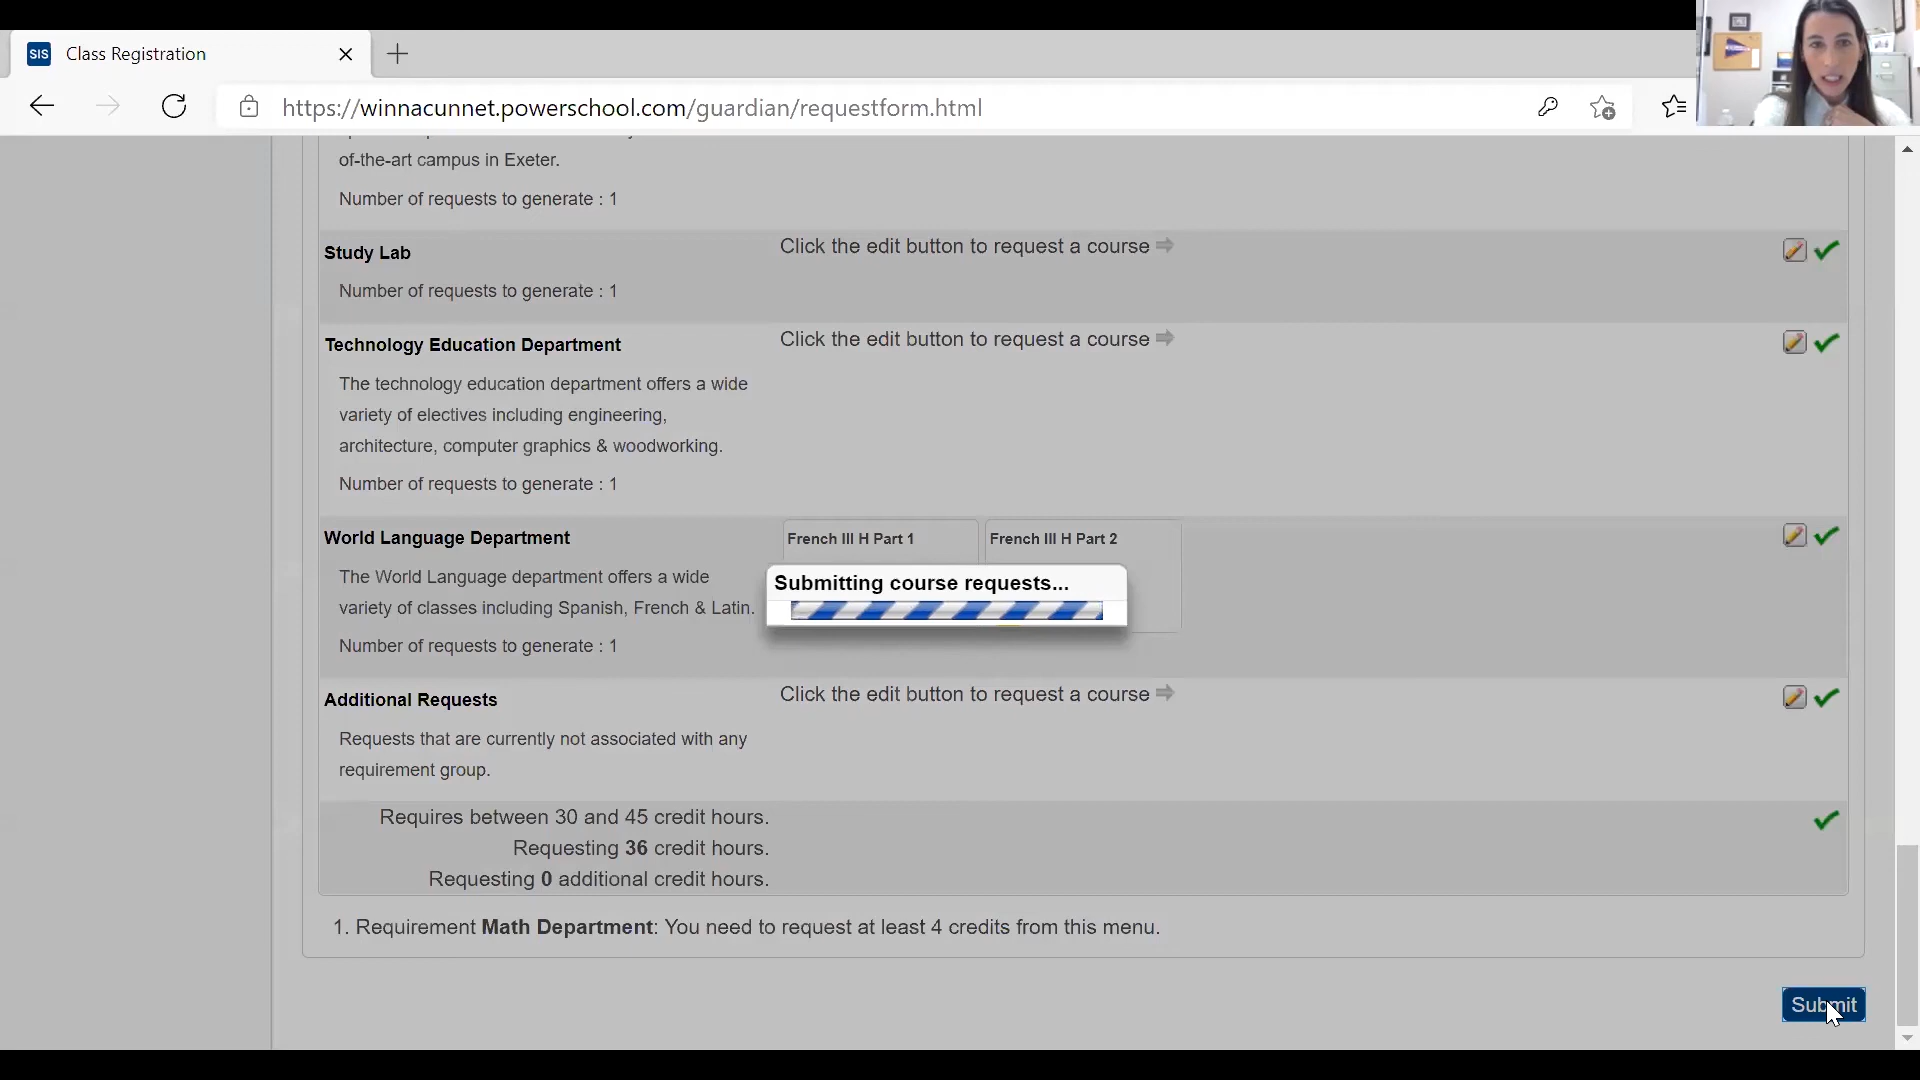 SIS Class Registration
https://winnacunnet.powerschool.com/guardian/requestform.html
of-the-art campus in Exeter.
Number of requests to generate : 1
Study Lab
Click the edit button to request a course
Number of requests to generate : 1
Technology Education Department
Click the edit button to request a course
The technology education department offers a wide
variety of electives including engineering,
architecture, computer graphics & woodworking.
Number of requests to generate : 1
World Language Department
French III H Part 1
French III H Part 2
The World Language department offers a wide
variety of classes including Spanish, French & Latin.
Number of requests to generate : 1
Submitting course requests...
Additional Requests
Click the edit button to request a course
Requests that are currently not associated with any
requirement group.
Requires between 30 and 45 credit hours.
Requesting 36 credit hours.
Requesting 0 additional credit hours.
1. Requirement Math Department: You need to request at least 4 credits from this menu.
Submit